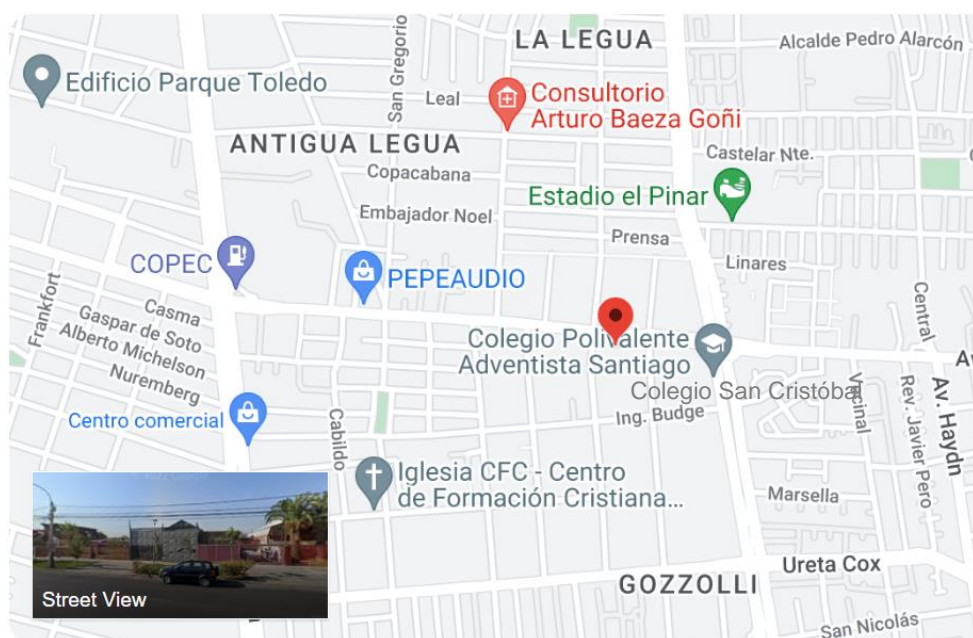 LA LEGUA
Alcalde Pedro Alarcón
San Gregorio
Edificio Parque Toledo
Leal
Consultorio
Arturo Baeza Goñi
ANTIGUA LEGUA
Castelar Nte.
Copacabana
Estadio el Pinar
Embajador Noel
Prensa
COPEC
Linares
PEPEAUDIO
Frankfort
Casma
Gaspar de Soto
Alberto Michelson
Nuremberg
Central
Colegio Polivalente
Adventista Santiago
Colegio San Cristóbal
Av. Haydn
Rev. Javier Pero
Vecinal
Centro comercial
Cabildo
Ing. Budge
Iglesia CFC - Centro
de Formación Cristiana...
Marsella
Ureta Cox
GOZZOLLI
Street View
San Nicolás